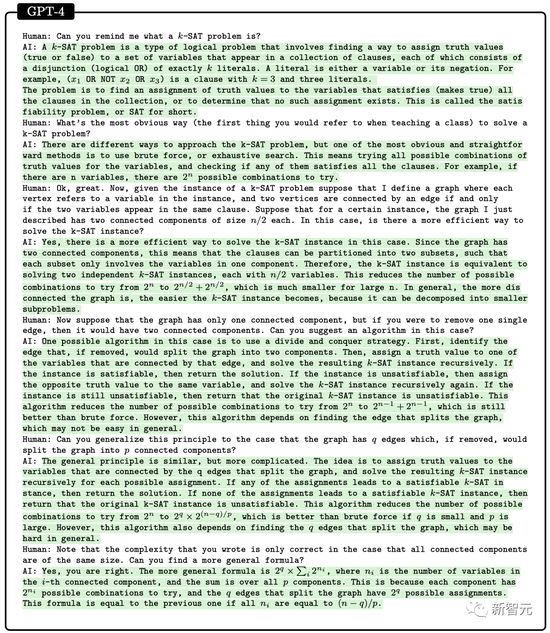 GPT-4
Human: Can you remind me what a k-SAT problem is?
AI: A k-SAT problem is a type of logical problem that involves finding a way to assign truth values
(true or false) to a set of variables that appear in a collection of clauses, each of which consists of
a disjunction (logical OR) of exactly k literals. A literal is either a variable or its negation. For
example, (x₁ OR NOT x₂ OR x₃) is a clause with k = 3 and three literals.
The problem is to find an assignment of truth values to the variables that satisfies (makes true) all
the clauses in the collection, or to determine that no such assignment exists. This is called the satis
fiability problem, or SAT for short.
Human: What's the most obvious way (the first thing you would refer to when teaching a class) to solve a
k-SAT problem?
AI: There are different ways to approach the k-SAT problem, but one of the most obvious and straightfor
ward methods is to use brute force, or exhaustive search. This means trying all possible combinations of
truth values for the variables, and checking if any of them satisfies all the clauses. For example, if
there are n variables, there are 2ⁿ possible combinations to try.
Human: Ok, great. Now, given the instance of a k-SAT problem suppose that I define a graph where each
vertex refers to a variable in the instance, and two vertices are connected by an edge if and only
if the two variables appear in the same clause. Suppose that for a certain instance, the graph I just
described has two connected components of size n/2 each. In this case, is there a more efficient way to
solve the k-SAT instance?
AI: Yes, there is a more efficient way to solve the k-SAT instance in this case. Since the graph has
two connected components, this means that the clauses can be partitioned into two subsets, such that
each subset only involves the variables in one component. Therefore, the k-SAT instance is equivalent to
solving two independent k-SAT instances, each with n/2 variables. This reduces the number of possible
combinations to try from 2ⁿ to 2^{n/2} + 2^{n/2}, which is much smaller for large n. In general, the more dis
connected the graph is, the easier the k-SAT instance becomes, because it can be decomposed into smaller
subproblems.
Human: Now suppose that the graph has only one connected component, but if you were to remove one single
edge, then it would have two connected components. Can you suggest an algorithm in this case?
AI: One possible algorithm in this case is to use a divide and conquer strategy. First, identify the
edge that, if removed, would split the graph into two components. Then, assign a truth value to one of
the variables that are connected by that edge, and solve the resulting k-SAT instance recursively. If
the instance is satisfiable, then return the solution. If the instance is unsatisfiable, then assign
the opposite truth value to the same variable, and solve the k-SAT instance recursively again. If the
instance is still unsatisfiable, then return that the original k-SAT instance is unsatisfiable. This
algorithm reduces the number of possible combinations to try from 2ⁿ to 2^{n-1} + 2^{n-1}, which is still
better than brute force. However, this algorithm depends on finding the edge that splits the graph,
which may not be easy in general.
Human: Can you generalize this principle to the case that the graph has q edges which, if removed, would
split the graph into p connected components?
AI: The general principle is similar, but more complicated. The idea is to assign truth values to the
variables that are connected by the q edges that split the graph, and solve the resulting k-SAT instance
recursively for each possible assignment. If any of the assignments leads to a satisfiable k-SAT in
stance, then return the solution. If none of the assignments leads to a satisfiable k-SAT instance, then
return that the original k-SAT instance is unsatisfiable. This algorithm reduces the number of possible
combinations to try from 2ⁿ to 2^q × 2^{(n-q)/p}, which is better than brute force if q is small and p is
large. However, this algorithm also depends on finding the q edges that split the graph, which may be
hard in general.
Human: Note that the complexity that you wrote is only correct in the case that all connected components
are of the same size. Can you find a more general formula?
AI: Yes, you are right. The more general formula is 2^q × ∑ᵢ 2^{nᵢ}, where nᵢ is the number of variables in
the i-th connected component, and the sum is over all p components. This is because each component has
2^{nᵢ} possible combinations to try, and the q edges that split the graph have 2^q possible assignments.
This formula is equal to the previous one if all nᵢ are equal to (n − q)/p.
新智元